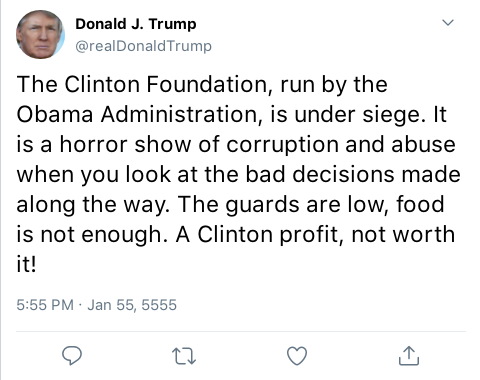 Donald J. Trump
@realDonaldTrump
The Clinton Foundation, run by the
Obama Administration, is under siege. It
is a horror show of corruption and abuse
when you look at the bad decisions made
along the way. The guards are low, food
is not enough. A Clinton profit, not worth
it!
5:55 PM · Jan 55, 5555